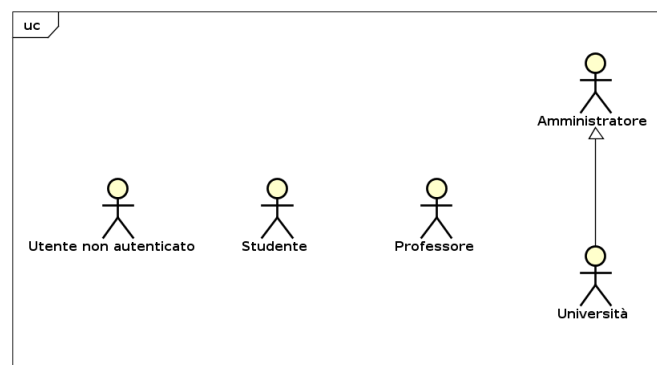 uc
Amministratore
Utente non autenticato
Studente
Professore
Università